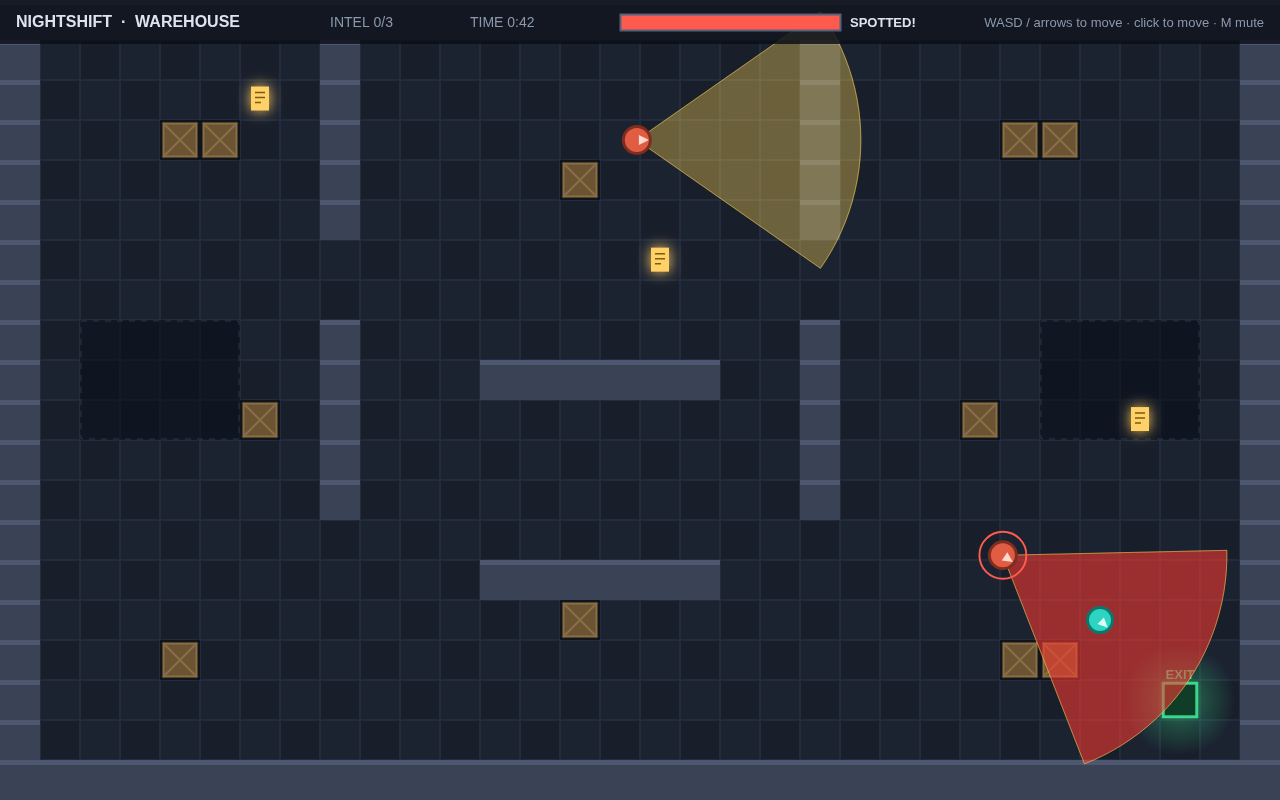 NIGHTSHIFT · WAREHOUSE
INTEL 0/3
TIME 0:42
SPOTTED!
WASD / arrows to move · click to move · M mute
EXIT